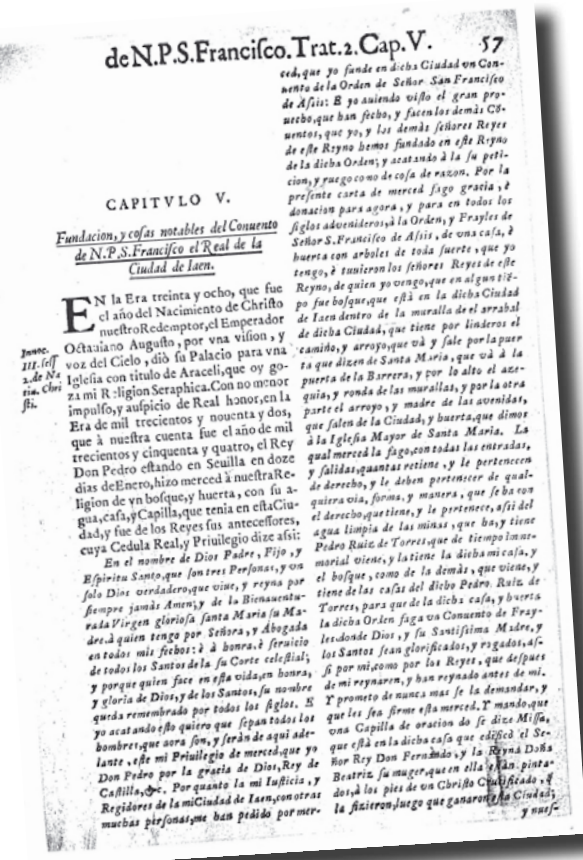 de N.P.S. Franciſco. Trat. 2. Cap. V. 57
CAPITVLO V.
Fundacion, y coſas notables del Conuento
de N.P.S. Franciſco el Real de la
Ciudad de Iaen.
Innoc.
III. ſerſ
2. de Na
tiu. Chri
ſti.
EN la Era treinta y ocho, que fue
el año del Nacimiento de Chriſto
nueſtro Redemptor, el Emperador
Octauiano Auguſto, por vna viſion, y
voz del Cielo, diò ſu Palacio para vna
Igleſia con titulo de Araceli, que oy go-
za mi Religion Seraphica. Con no menor
impulſo, y auſpicio de Real honor, en la
Era de mil trecientos y nouenta y dos,
que à nueſtra cuenta fue el año de mil
trecientos y cinquenta y quatro, el Rey
Don Pedro eſtando en Seuilla en doze
dias de Enero, hizo merced à nueſtra Re-
ligion de vn boſque, y huerta, con ſu a-
gua, caſa, y Capilla, que tenia en eſta Ciu-
dad, y fue de los Reyes ſus anteceſſores,
cuya Cedula Real, y Priuilegio dize aſsi:
En el nombre de Dios Padre, Fijo, y
Eſpiritu Santo, que ſon tres Perſonas, y vn
ſolo Dios verdadero, que viue, y reyna por
ſiempre jamàs Amen; y de la Bienauentu-
rada Virgen glorioſa ſanta Maria ſu Ma-
dre, à quien tengo por Señora, y Abogada
en todos mis fechos: è à honra, è ſeruicio
de todos los Santos de la ſu Corte celeſtial;
y porque quien face en eſta vida, en honra,
y gloria de Dios, y de los Santos, ſu nombre
queda remembrado por todos los ſiglos. E
yo acatando eſto quiero que ſepan todos los
hombres, que aora ſon, y ſeràn de aqui ade-
lante, eſte mi Priuilegio de merced, que yo
Don Pedro por la gracia de Dios, Rey de
Caſtilla, &c. Por quanto la mi Iuſticia, y
Regidores de la mi Ciudad de Iaen, con otras
muchas perſonas, me han pedido por mer-
ced, que yo funde en dicha Ciudad vn Con-
uento de la Orden de Señor San Franciſco
de Aſsis: E yo auiendo viſto el gran pro-
uecho, que han fecho, y facen los demàs Cō-
uentos, que yo, y los demàs ſeñores Reyes
de eſte Reyno hemos fundado en eſte Reyno
de la dicha Orden; y acatando à la ſu peti-
cion, y ruego como de coſa de razon. Por la
preſente carta de merced fago gracia, è
donacion para agora, y para en todos los
ſiglos aduenideros, à la Orden, y Frayles de
Señor S. Franciſco de Aſsis, de vna caſa, è
huerta con arboles de toda ſuerte, que yo
tengo, è tuuieron los ſeñores Reyes de eſte
Reyno, de quien yo vengo, que en algun tiē-
po fue boſque, que eſtà en la dicha Ciudad
de Iaen dentro de la muralla de el arrabal
de dicha Ciudad, que tiene por linderos el
camino, y arroyo, que và y ſale por la puer
ta que dizen de Santa Maria, que và à la
puerta de la Barrera, y por lo alto el aze-
quia, y ronda de las murallas, y por la otra
parte el arroyo, y madre de las auenidas,
que ſalen de la Ciudad, y huerta, que dimos
à la Igleſia Mayor de Santa Maria. La
qual merced la fago, con todas las entradas,
y ſalidas, quantas retiene, y le pertenecen
de derecho, y le deben pertenecer de qual-
quiera via, forma, y manera, que ſe ha con
el derecho, que tiene, y le pertenece, aſsi del
agua limpia de las minas, que ha, y tiene
Pedro Ruiz de Torres, que de tiempo inme-
morial viene, y la tiene la dicha mi caſa, y
el boſque, como de la demàs, que viene, y
tiene de las caſas del dicho Pedro Ruiz de
Torres, para que de la dicha caſa, y huerta
la dicha Orden faga vn Conuento de Fray-
les, donde Dios, y ſu Santiſsima Madre, y
los Santos ſean glorificados, y rogados, aſ-
ſi por mi, como por los Reyes, que deſpues
de mi reynaren, y han reynado antes de mi.
Y prometo de nunca mas ſe la demandar, y
que les ſea firme eſta merced. Y mando, que
vna Capilla de oracion do ſe dize Miſſa,
que eſtà en la dicha caſa que edificò el Se-
ñor Rey Don Fernando, y la Reyna Doña
Beatriz ſu muger, que en ella eſtàn pinta-
dos, à los pies de vn Chriſto Crucificado, q
la fizieron, luego que ganaron eſta Ciudad;
y nueſ-